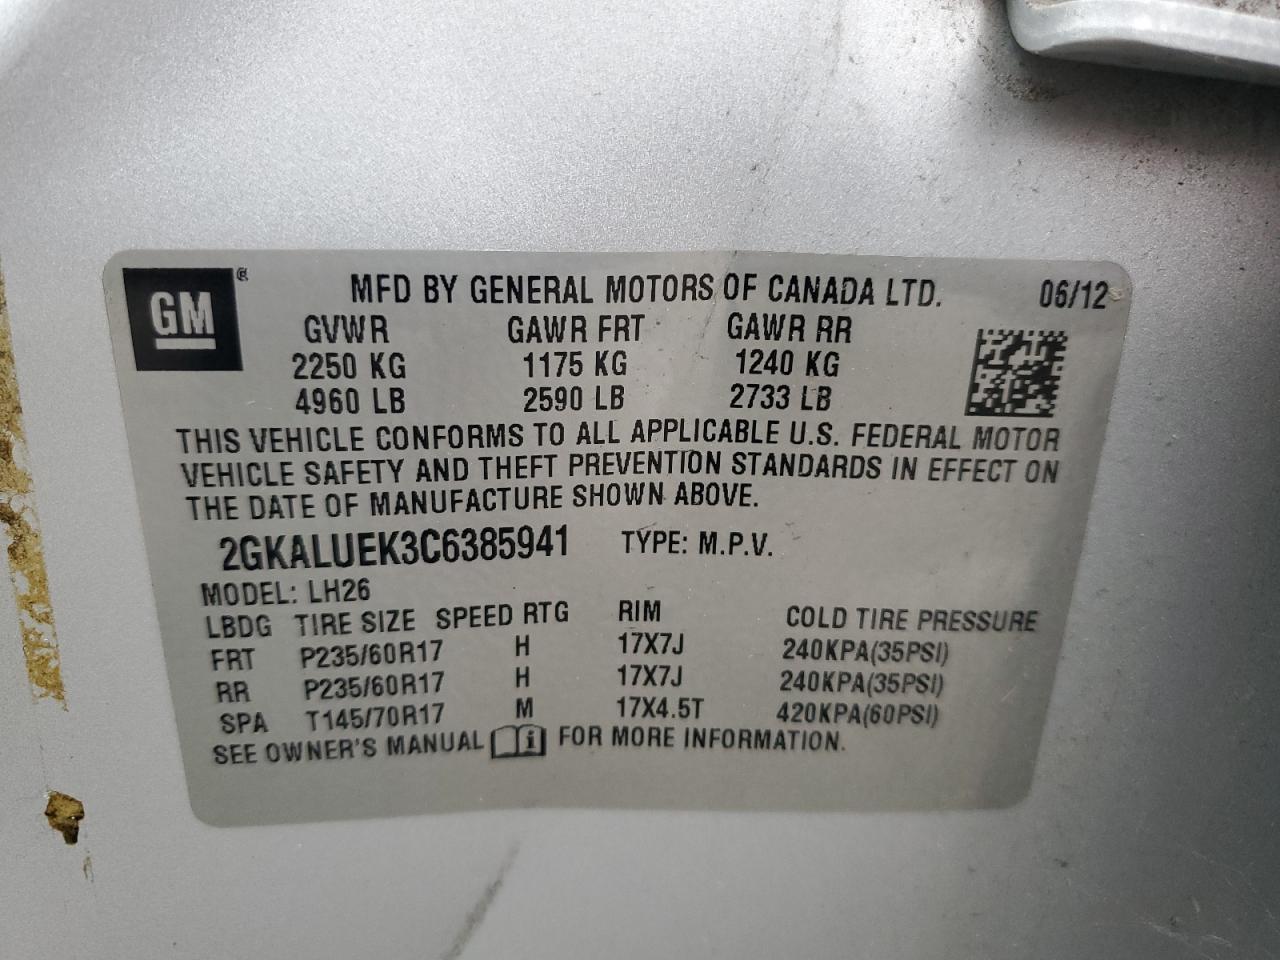 GM ® MFD BY GENERAL MOTORS OF CANADA LTD. 06/12
GVWR GAWR FRT GAWR RR
2250 KG 1175 KG 1240 KG
4960 LB 2590 LB 2733 LB
THIS VEHICLE CONFORMS TO ALL APPLICABLE U.S. FEDERAL MOTOR
VEHICLE SAFETY AND THEFT PREVENTION STANDARDS IN EFFECT ON
THE DATE OF MANUFACTURE SHOWN ABOVE.
2GKALUEK3C6385941 TYPE: M.P.V.
MODEL: LH26
LBDG TIRE SIZE SPEED RTG RIM COLD TIRE PRESSURE
FRT P235/60R17 H 17X7J 240KPA(35PSI)
RR P235/60R17 H 17X7J 240KPA(35PSI)
SPA T145/70R17 M 17X4.5T 420KPA(60PSI)
SEE OWNER'S MANUAL i FOR MORE INFORMATION.